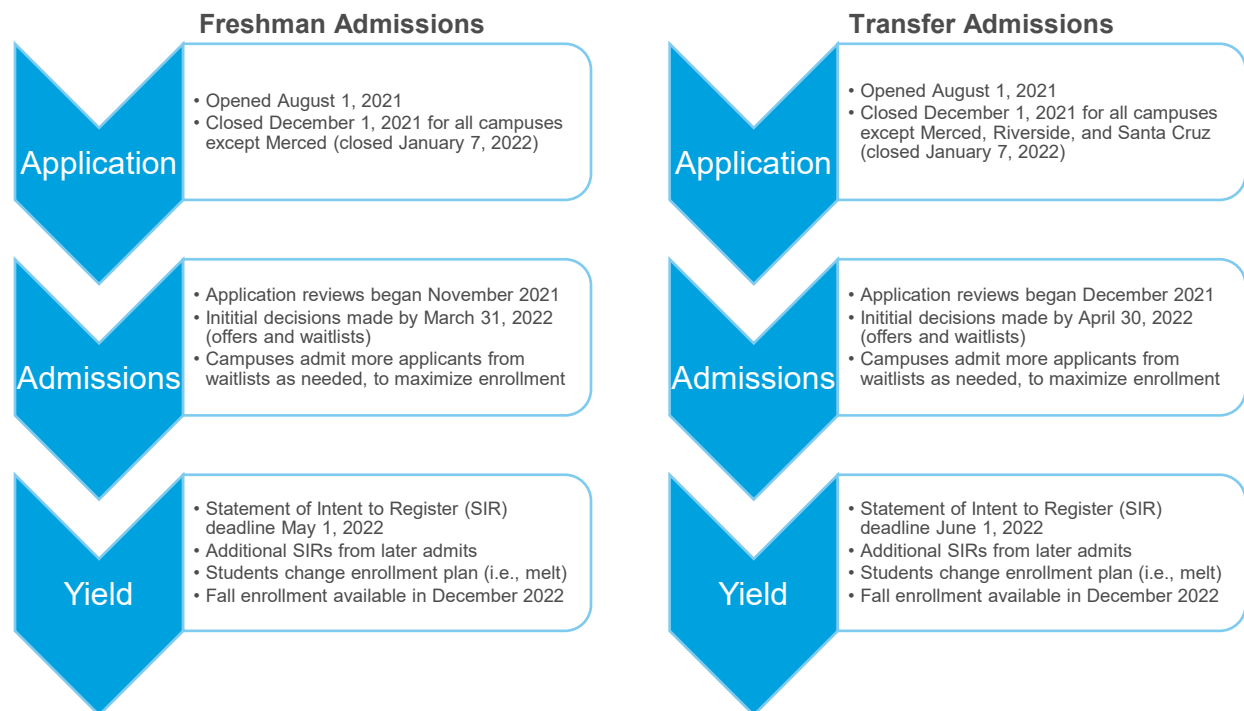 Freshman Admissions
Application
• Opened August 1, 2021
• Closed December 1, 2021 for all campuses
except Merced (closed January 7, 2022)
Admissions
• Application reviews began November 2021
• Inititial decisions made by March 31, 2022
(offers and waitlists)
• Campuses admit more applicants from
waitlists as needed, to maximize enrollment
Yield
• Statement of Intent to Register (SIR)
deadline May 1, 2022
• Additional SIRs from later admits
• Students change enrollment plan (i.e., melt)
• Fall enrollment available in December 2022
Transfer Admissions
Application
• Opened August 1, 2021
• Closed December 1, 2021 for all campuses
except Merced, Riverside, and Santa Cruz
(closed January 7, 2022)
Admissions
• Application reviews began December 2021
• Inititial decisions made by April 30, 2022
(offers and waitlists)
• Campuses admit more applicants from
waitlists as needed, to maximize enrollment
Yield
• Statement of Intent to Register (SIR)
deadline June 1, 2022
• Additional SIRs from later admits
• Students change enrollment plan (i.e., melt)
• Fall enrollment available in December 2022